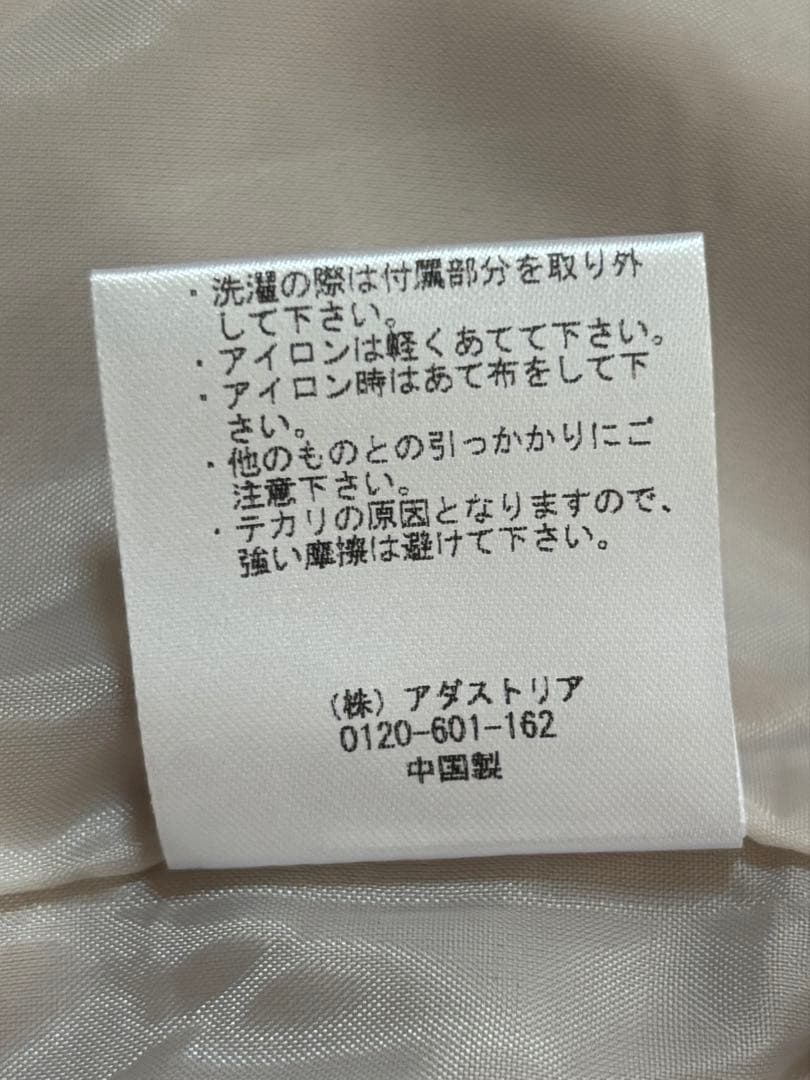 ・洗濯の際は付属部分を取り外
して下さい。
・アイロンは軽くあてて下さい。
・アイロン時はあて布をして下
さい。
・他のものとの引っかかりにご
注意下さい。
・テカリの原因となりますので、
強い摩擦は避けて下さい。
(株)アダストリア
0120-601-162
中国製